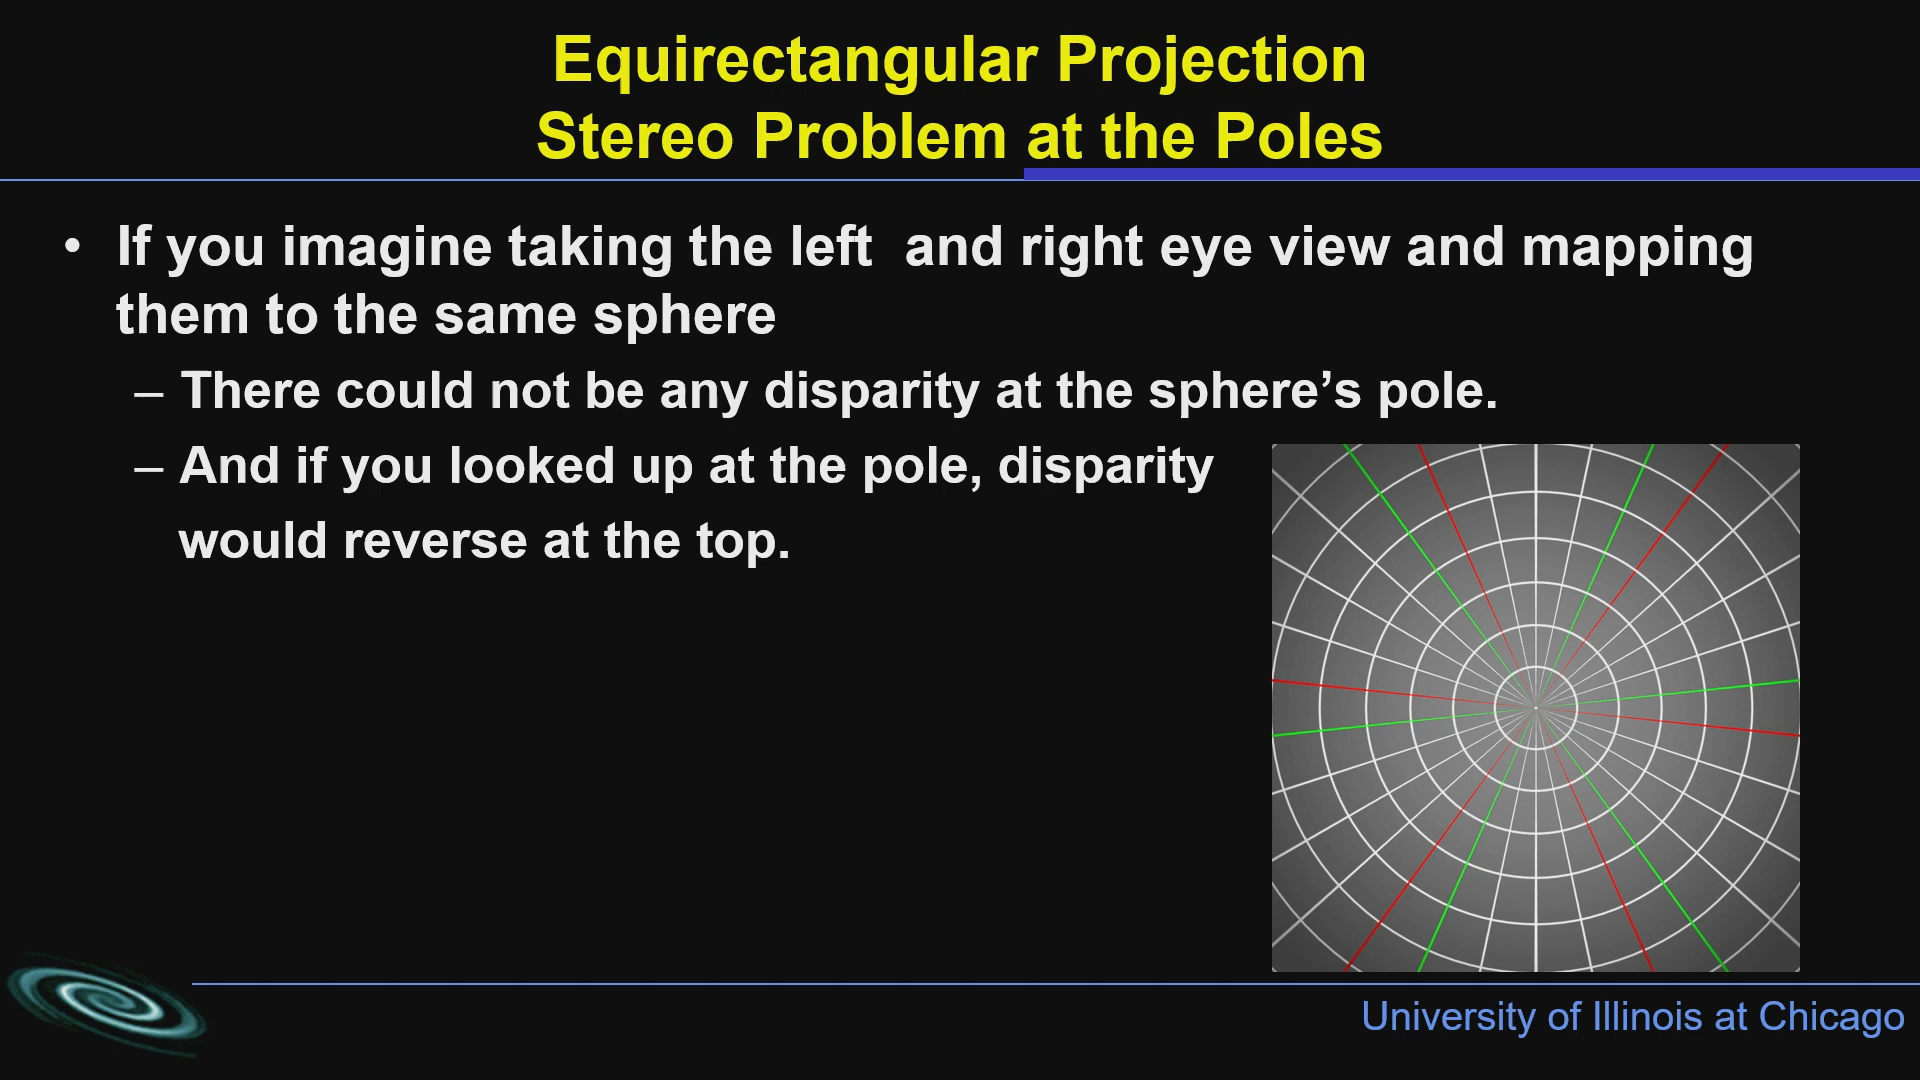 Equirectangular Projection
Stereo Problem at the Poles
• If you imagine taking the left  and right eye view and mapping
them to the same sphere
– There could not be any disparity at the sphere’s pole.
– And if you looked up at the pole, disparity
would reverse at the top.
University of Illinois at Chicago